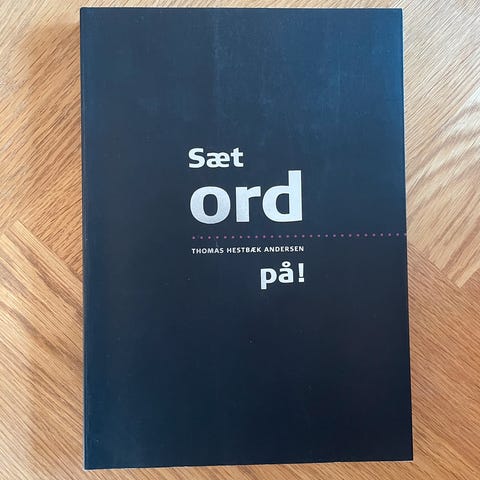 Sæt
ord
THOMAS HESTBÆK ANDERSEN
på!